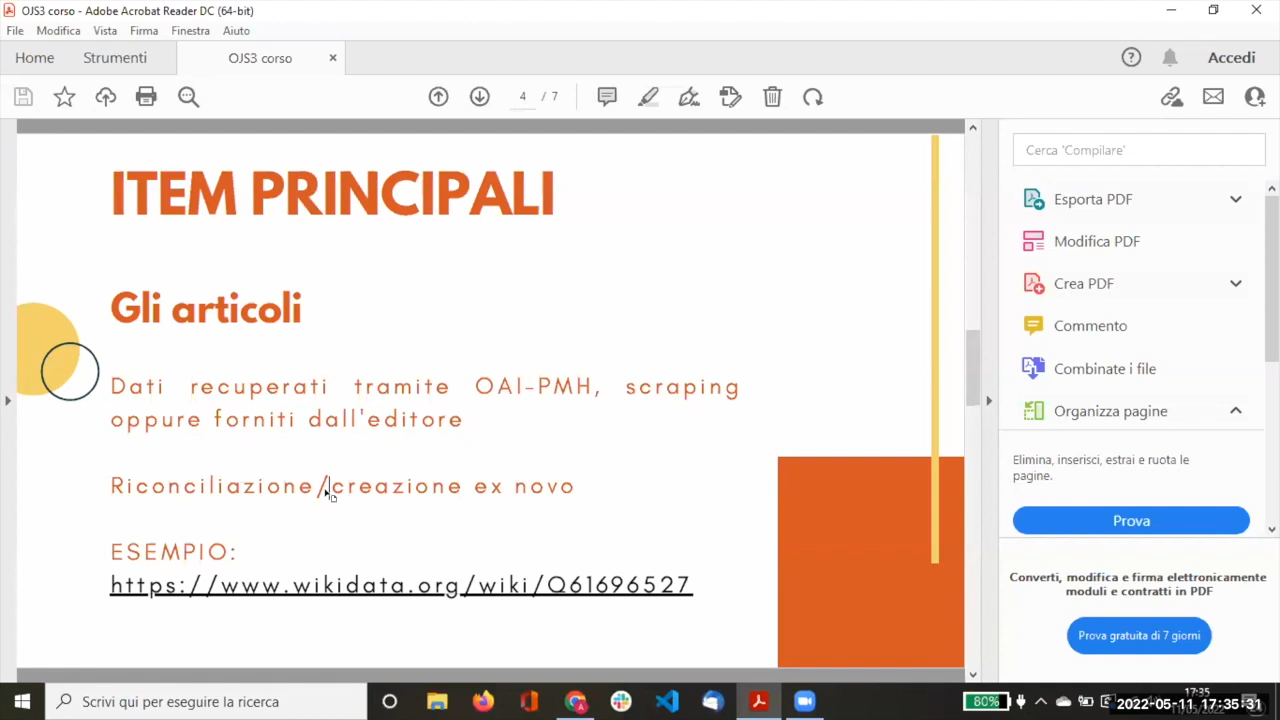 OJS3 corso - Adobe Acrobat Reader DC (64-bit)
File Modifica Vista Firma Finestra Aiuto
Home Strumenti OJS3 corso Accedi
4 / 7
ITEM PRINCIPALI
Gli articoli
Dati recuperati tramite OAI-PMH, scraping
oppure forniti dall'editore
Riconciliazione/creazione ex novo
ESEMPIO:
https://www.wikidata.org/wiki/Q61696527
Cerca 'Compilare'
Esporta PDF
Modifica PDF
Crea PDF
Commento
Combinate i file
Organizza pagine
Elimina, inserisci, estrai e ruota le
pagine.
Prova
Converti, modifica e firma elettronicamente
moduli e contratti in PDF
Prova gratuita di 7 giorni
Scrivi qui per eseguire la ricerca
80%
17:35
2022-05-11 17:35:31